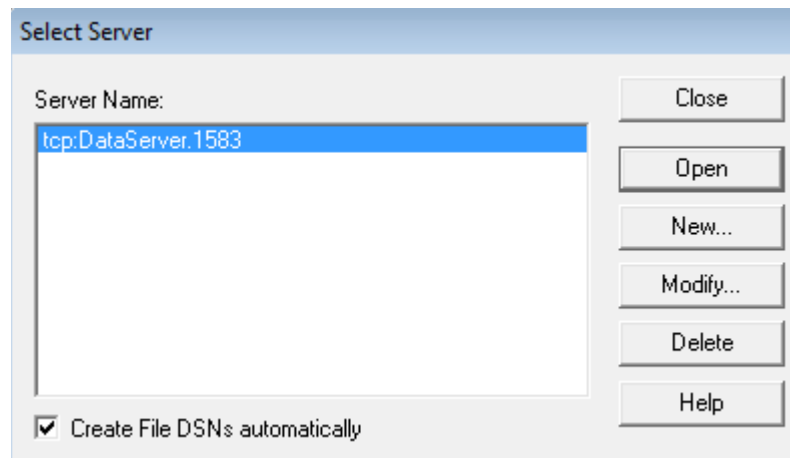 Select Server
Server Name:
tcp:DataServer.1583
Close
Open
New...
Modify...
Delete
Help
Create File DSNs automatically